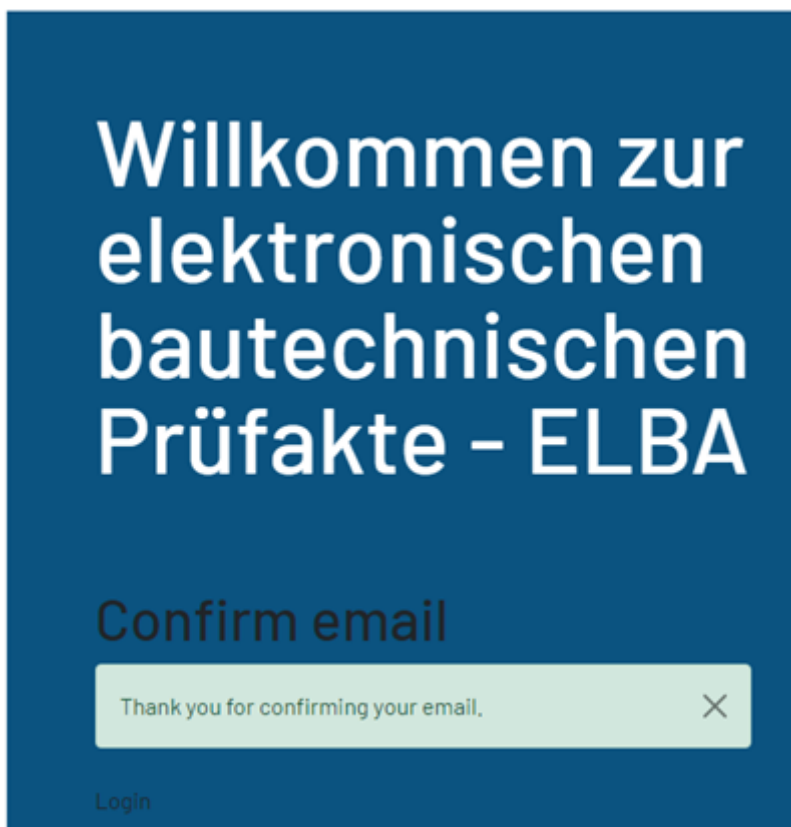 Willkommen zur
elektronischen
bautechnischen
Prüfakte - ELBA
Confirm email
Thank you for confirming your email.
Login